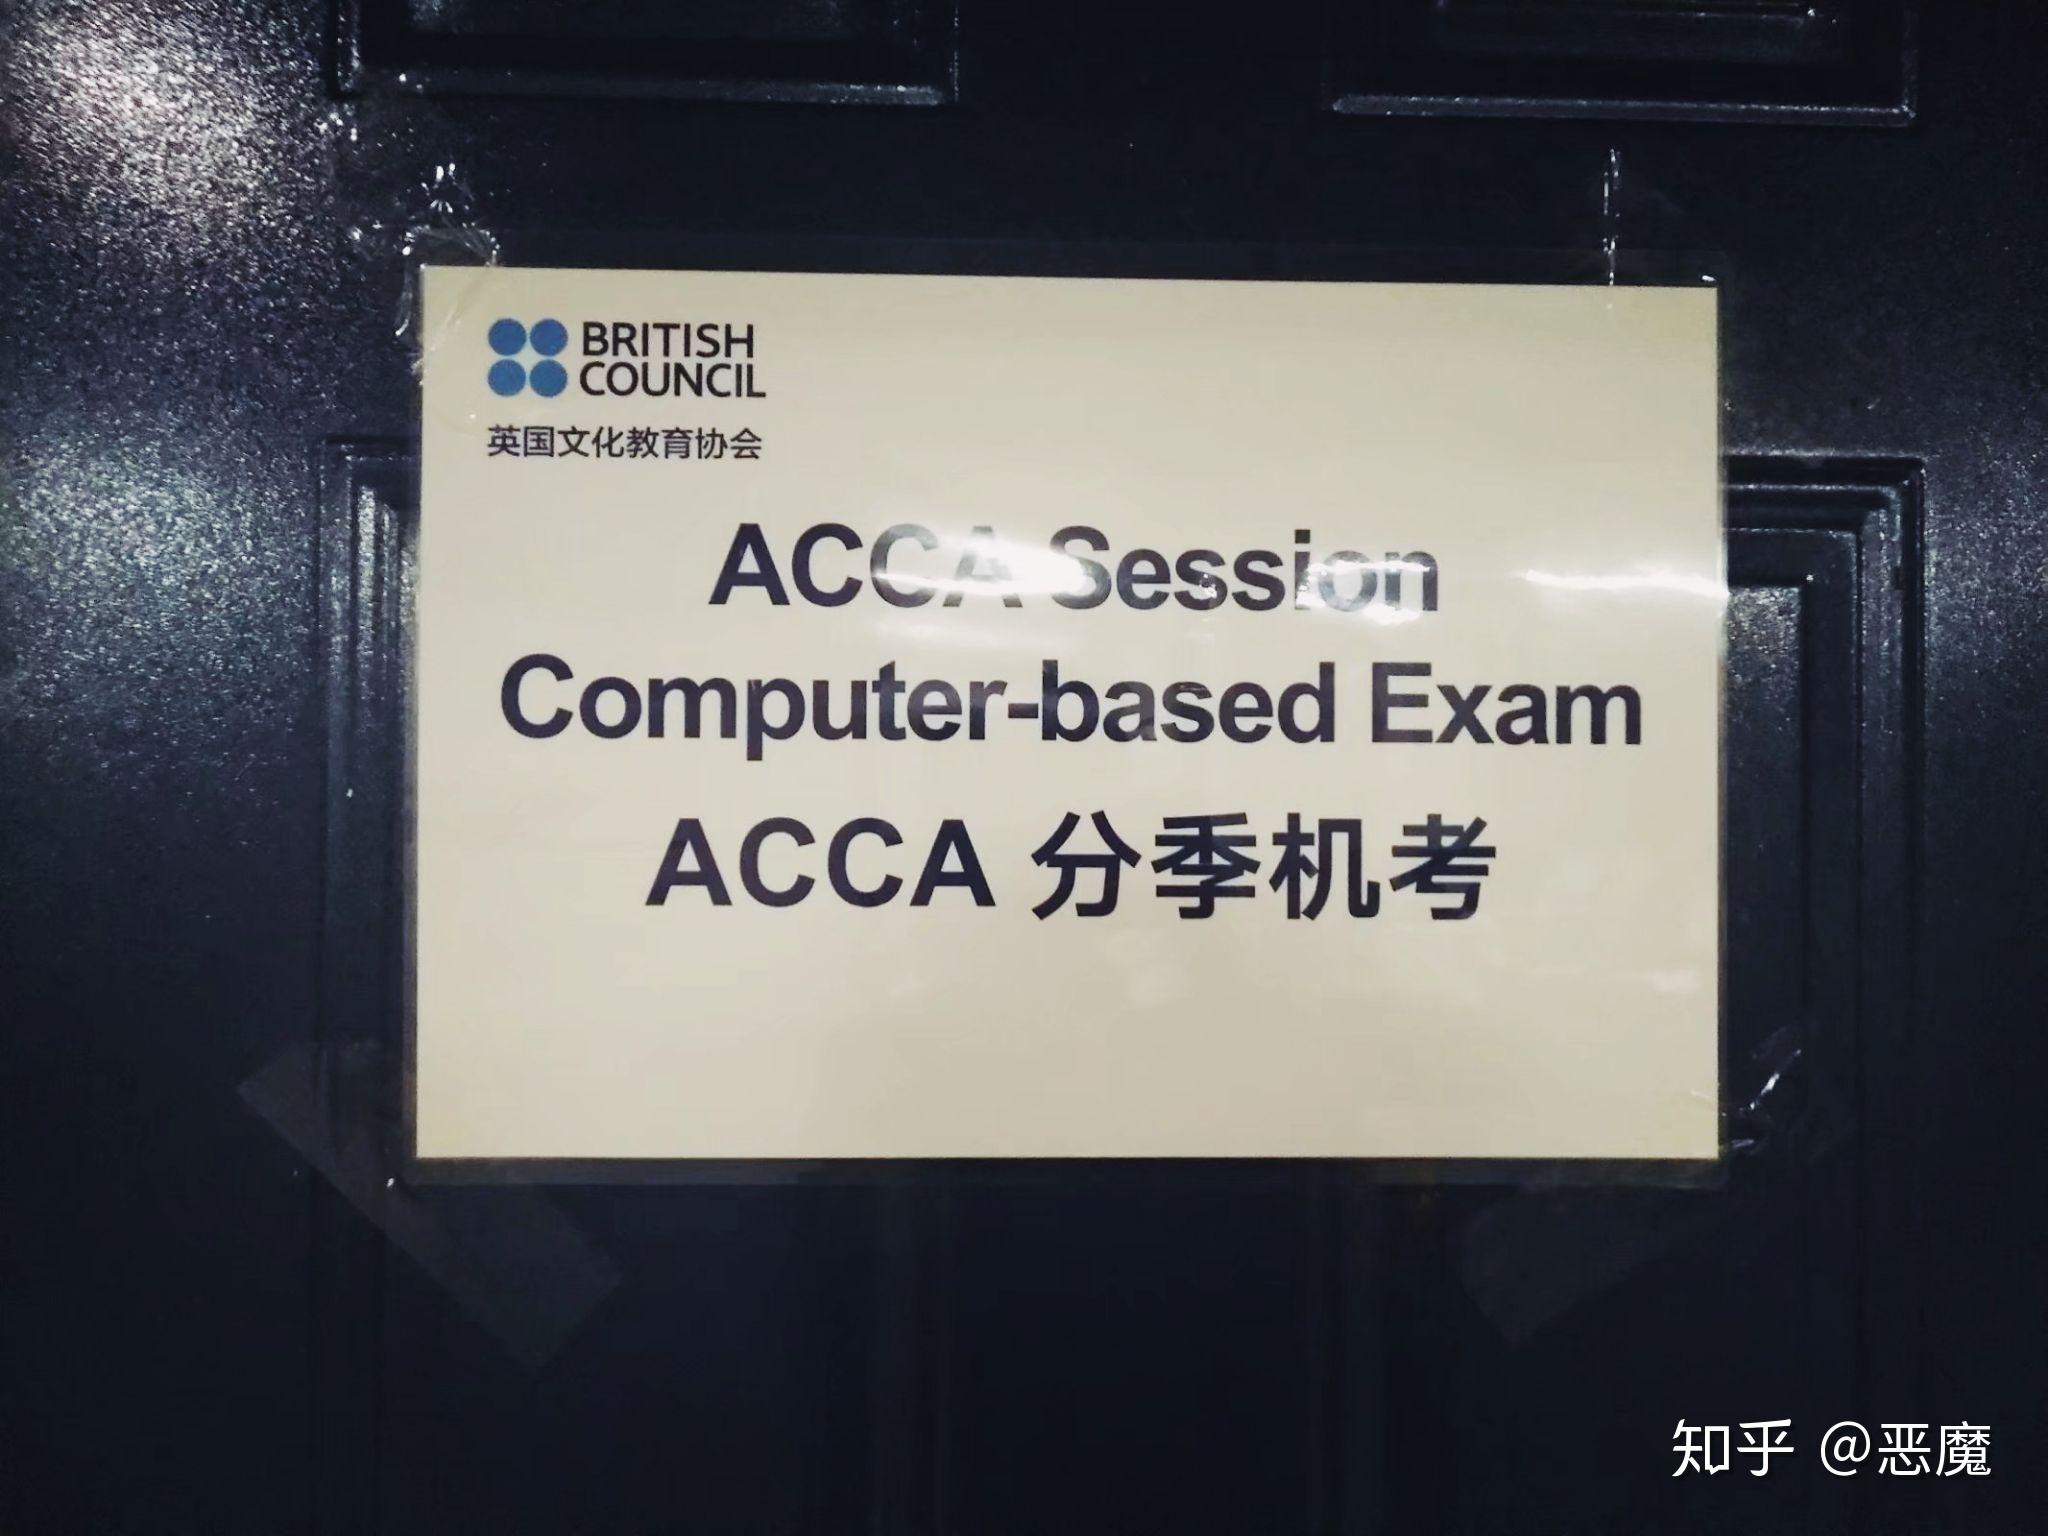 BRITISH
COUNCIL
英国文化教育协会
ACCA Session
Computer-based Exam
ACCA 分季机考
知乎 @恶魔